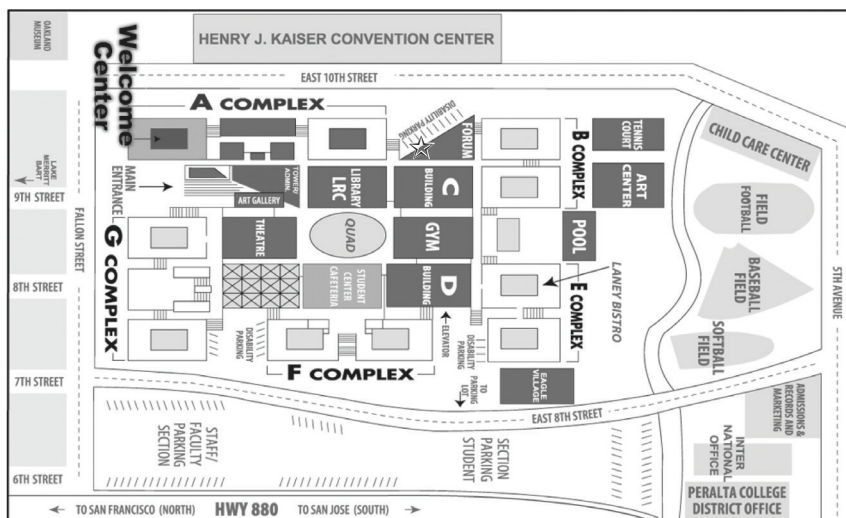 OAKLAND
MUSEUM
HENRY J. KAISER CONVENTION CENTER
Welcome
Center
EAST 10TH STREET
A COMPLEX
DISABILITY PARKING
FORUM
B COMPLEX
TENNIS
COURT
CHILD CARE CENTER
LAKE
MERRITT
BART
9TH STREET
MAIN
ENTRANCE
TOWER/
ADMIN.
ART GALLERY
LIBRARY
LRC
C
BUILDING
ART
CENTER
FIELD
FOOTBALL
FALLON STREET
G COMPLEX
THEATRE
QUAD
GYM
POOL
5TH AVENUE
8TH STREET
STUDENT
CENTER
CAFETERIA
D
BUILDING
LANEY BISTRO
E COMPLEX
BASEBALL
FIELD
SOFTBALL
FIELD
DISABILITY
PARKING
ELEVATOR
DISABILITY
PARKING
F COMPLEX
TO
PARKING
LOT
EAGLE
VILLAGE
7TH STREET
EAST 8TH STREET
ADMISSIONS &
RECORDS AND
MARKETING
STAFF/
FACULTY
PARKING
SECTION
SECTION
PARKING
STUDENT
INTER
NATIONAL
OFFICE
6TH STREET
PERALTA COLLEGE
DISTRICT OFFICE
TO SAN FRANCISCO (NORTH) HWY 880 TO SAN JOSE (SOUTH)